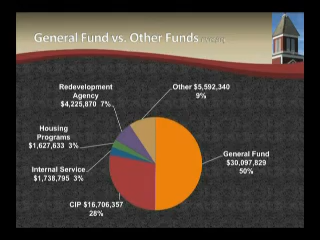 General Fund vs. Other Funds
Redevelopment
Agency
$4,225,870 7%
Other $5,592,340
9%
Housing
Programs
$1,627,633 3%
General Fund
$30,097,829
50%
Internal Service
$1,738,795 3%
CIP $16,706,357
28%